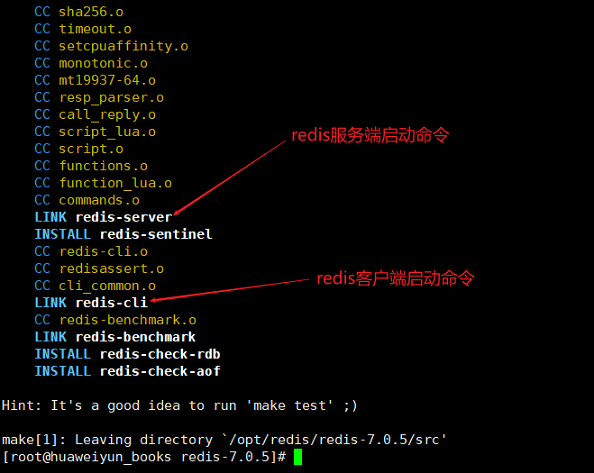 CC sha256.o
CC timeout.o
CC setcpuaffinity.o
CC monotonic.o
CC mt19937-64.o
CC resp_parser.o
CC call_reply.o
CC script_lua.o
redis服务端启动命令
CC script.o
CC functions.o
CC function_lua.o
CC commands.o
LINK redis-server
INSTALL redis-sentinel
CC redis-cli.o
CC redisassert.o
redis客户端启动命令
CC cli_common.o
LINK redis-cli
CC redis-benchmark.o
LINK redis-benchmark
INSTALL redis-check-rdb
INSTALL redis-check-aof
Hint: It's a good idea to run 'make test' ;)
make[1]: Leaving directory `/opt/redis/redis-7.0.5/src'
[root@huaweiyun_books redis-7.0.5]#